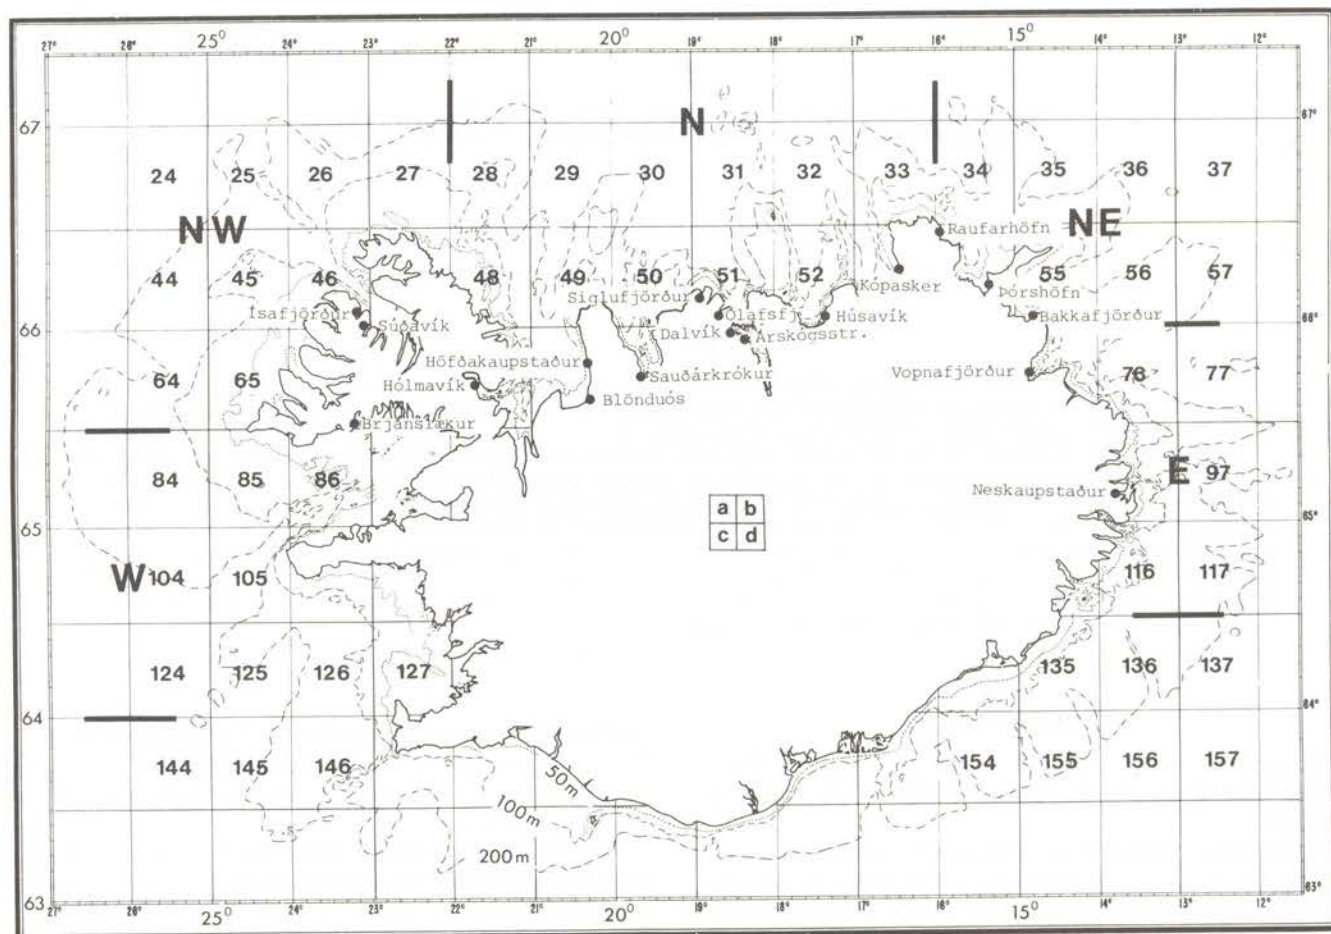 25° 20° 15°
27° 26° 24° 23° 22° 21° 19° 18° 17° 16° 14° 13° 12°
67 N 67°
24 25 26 27 28 29 30 31 32 33 34 35 36 37
NW NE
Raufarhöfn
44 45 46 48 49 50 51 52 55 56 57
Kópasker Þórshöfn
Siglufjörður
Ísafjörður Ólafsfj. Húsavík Bakkafjörður
66 Súðavík Dalvík Árskógsstr. 66°
Höfðakaupstaður
64 65 Hólmavík Sauðárkrókur Vopnafjörður 76 77
Blönduós
Brjánslækur
84 85 86 E 97
Neskaupstaður
a b
65 c d 65°
W 104 105 116 117
124 125 126 127 135 136 137
64 64°
144 145 146 154 155 156 157
50m
100m
200m
63 63°
27° 26° 24° 23° 22° 21° 19° 18° 17° 16° 14° 13° 12°
25° 20° 15°